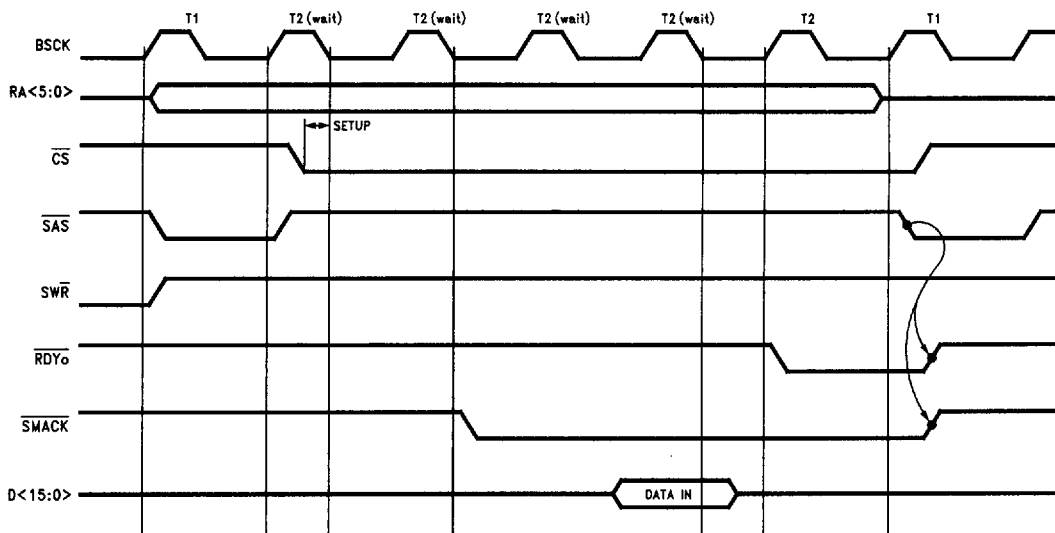 T1 T2 (wait) T2 (wait) T2 (wait) T2 (wait) T2 T1
BSCK
RA<5:0>
SETUP
CS
SAS
SWR
RDYo
SMACK
D<15:0> DATA IN